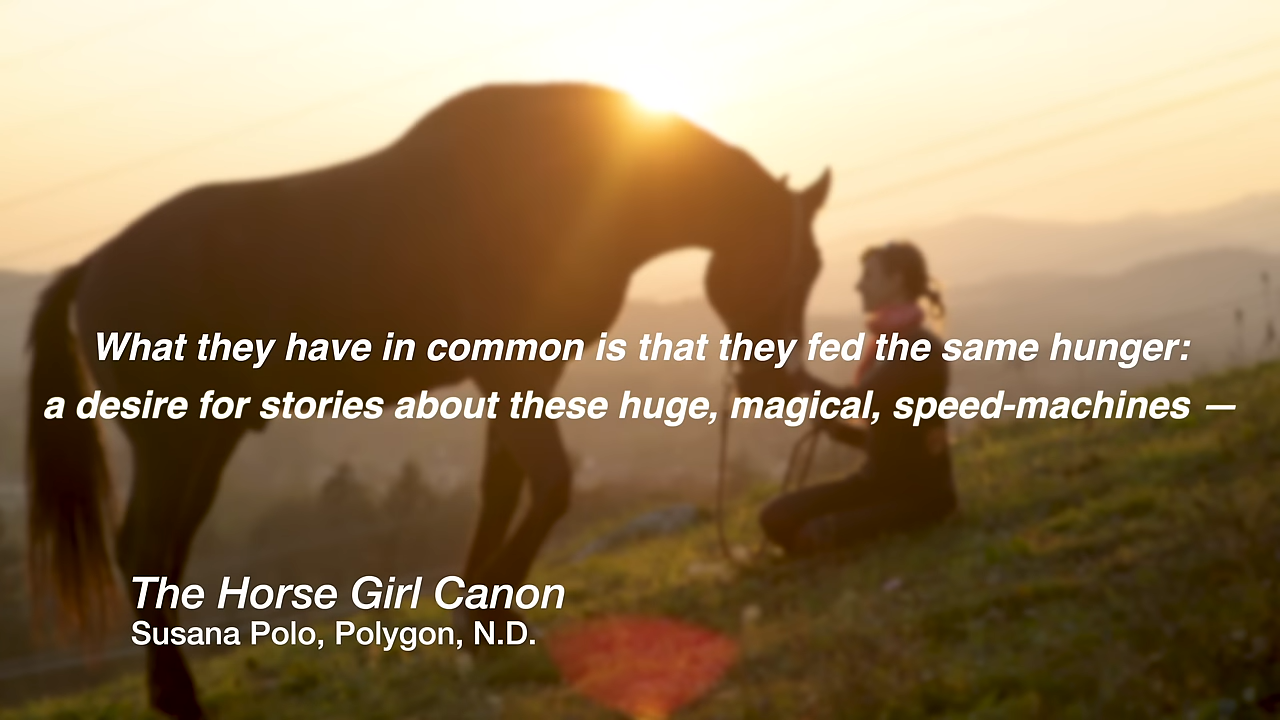 What they have in common is that they fed the same hunger:
a desire for stories about these huge, magical, speed-machines —
The Horse Girl Canon
Susana Polo, Polygon, N.D.